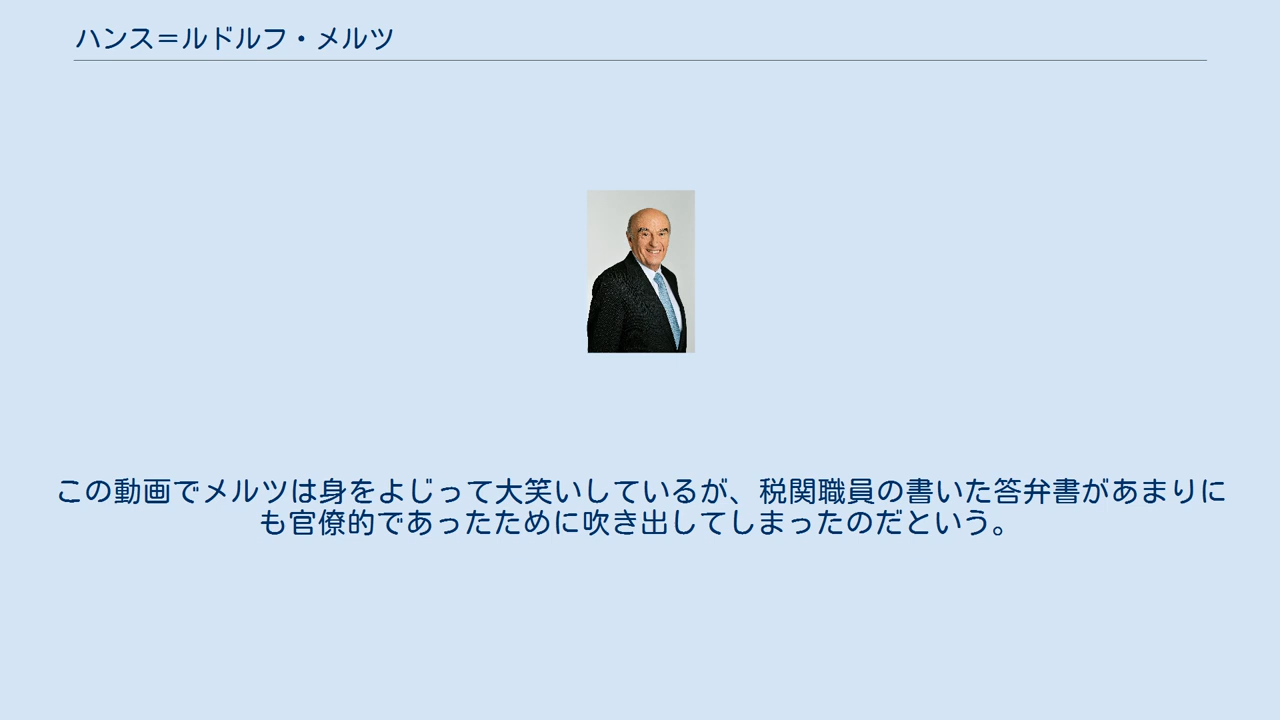 ハンス＝ルドルフ・メルツ
この動画でメルツは身をよじって大笑いしているが、税関職員の書いた答弁書があまりに
も官僚的であったために吹き出してしまったのだという。